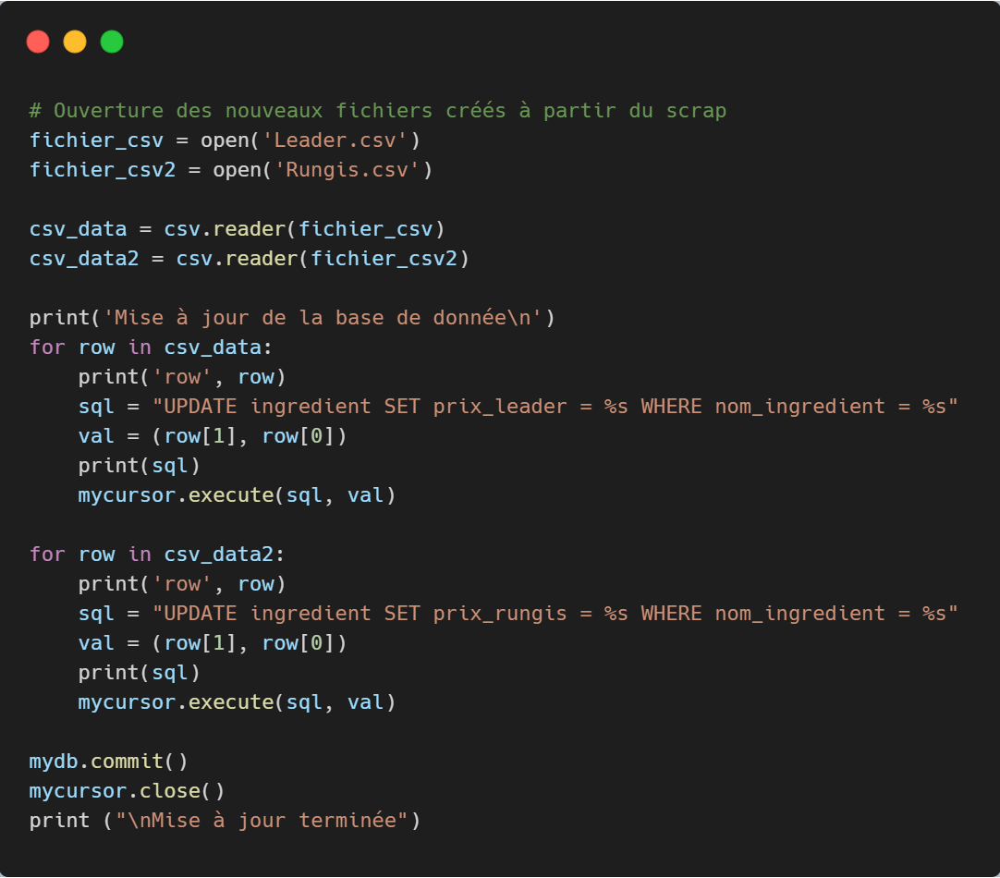 # Ouverture des nouveaux fichiers créés à partir du scrap
fichier_csv = open('Leader.csv')
fichier_csv2 = open('Rungis.csv')

csv_data = csv.reader(fichier_csv)
csv_data2 = csv.reader(fichier_csv2)

print('Mise à jour de la base de donnée\n')
for row in csv_data:
    print('row', row)
    sql = "UPDATE ingredient SET prix_leader = %s WHERE nom_ingredient = %s"
    val = (row[1], row[0])
    print(sql)
    mycursor.execute(sql, val)

for row in csv_data2:
    print('row', row)
    sql = "UPDATE ingredient SET prix_rungis = %s WHERE nom_ingredient = %s"
    val = (row[1], row[0])
    print(sql)
    mycursor.execute(sql, val)

mydb.commit()
mycursor.close()
print ("\nMise à jour terminée")